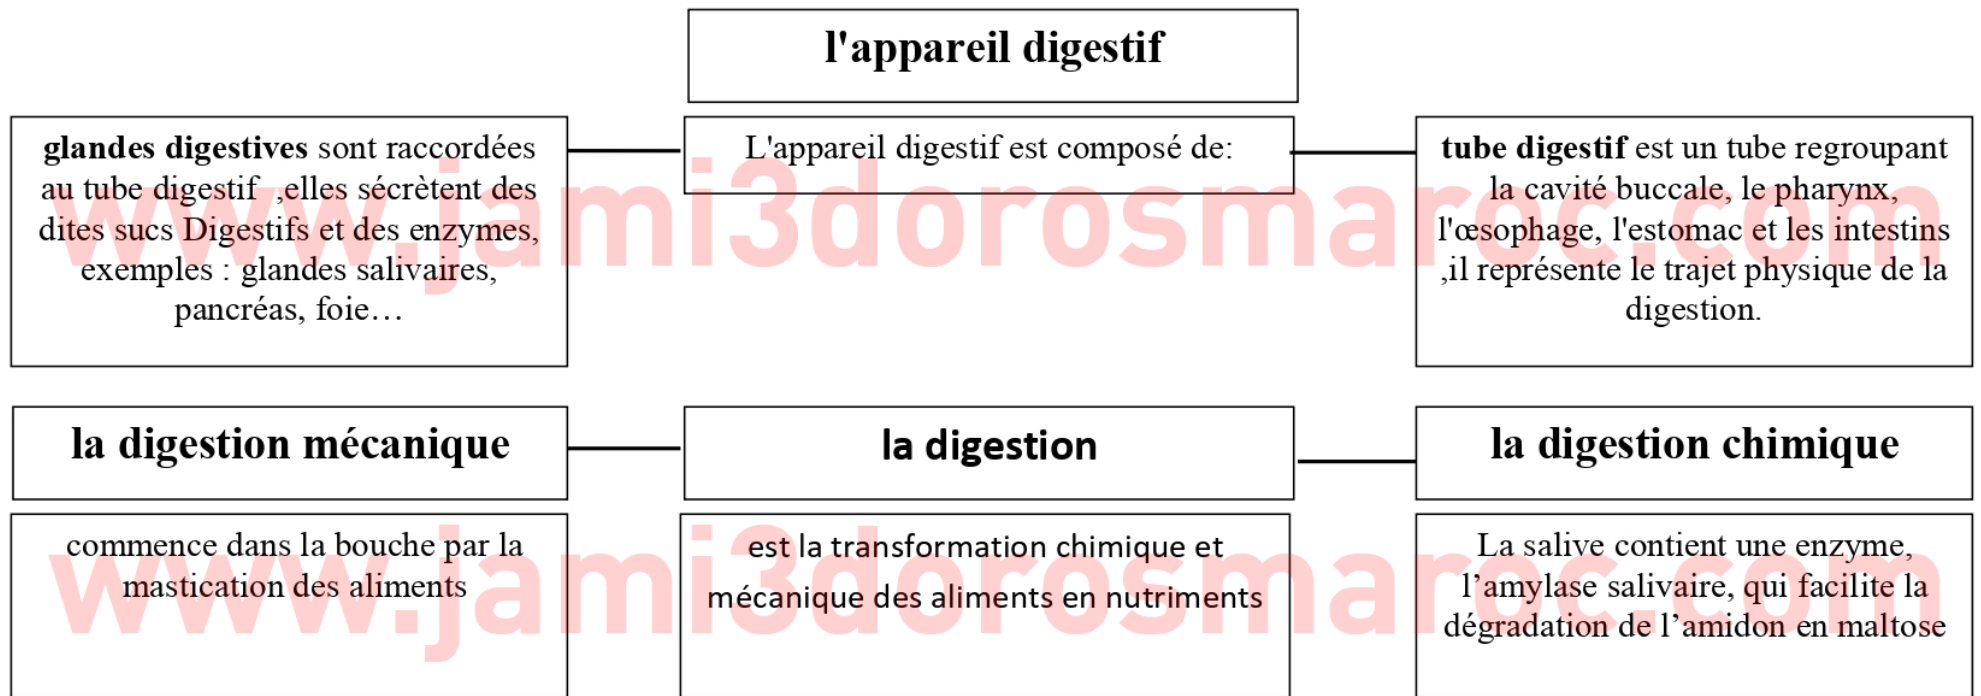 l'appareil digestif
glandes digestives sont raccordées
au tube digestif ,elles sécrètent des
dites sucs Digestifs et des enzymes,
exemples : glandes salivaires,
pancréas, foie…
L'appareil digestif est composé de:
tube digestif est un tube regroupant
la cavité buccale, le pharynx,
l'œsophage, l'estomac et les intestins
,il représente le trajet physique de la
digestion.
www.jami3dorosmaroc.com
la digestion mécanique
la digestion
la digestion chimique
commence dans la bouche par la
mastication des aliments
est la transformation chimique et
mécanique des aliments en nutriments
La salive contient une enzyme,
l’amylase salivaire, qui facilite la
dégradation de l’amidon en maltose
www.jami3dorosmaroc.com